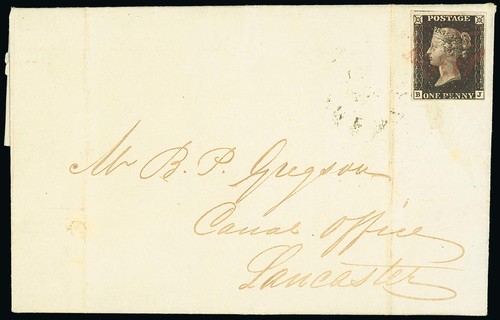 POSTAGE
B J
ONE PENNY
Mr B. P. Gregson
Canal Office
Lancaster